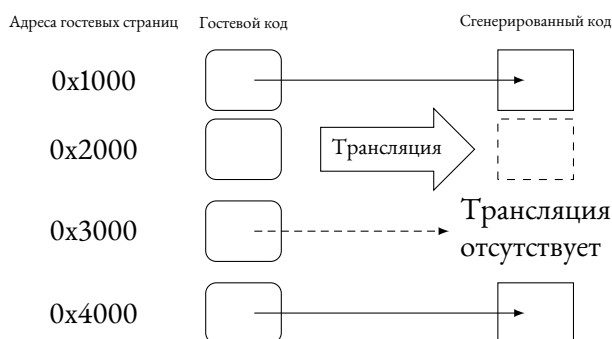 Адреса гостевых страниц Гостевой код Сгенерированный код
0x1000
0x2000 Трансляция
0x3000 Трансляция
отсутствует
0x4000